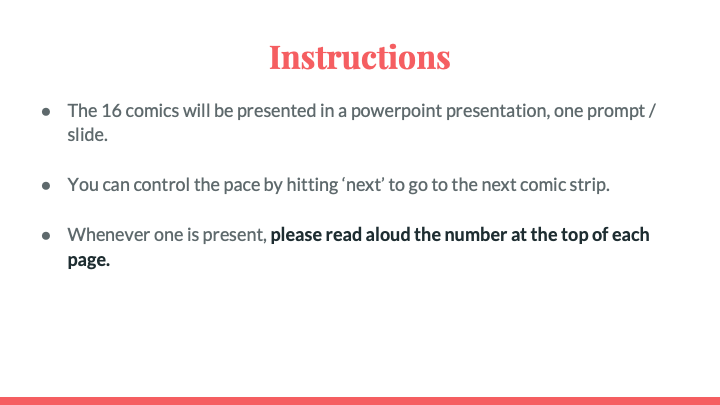 Instructions
● The 16 comics will be presented in a powerpoint presentation, one prompt /
slide.
● You can control the pace by hitting ‘next’ to go to the next comic strip.
● Whenever one is present, please read aloud the number at the top of each
page.